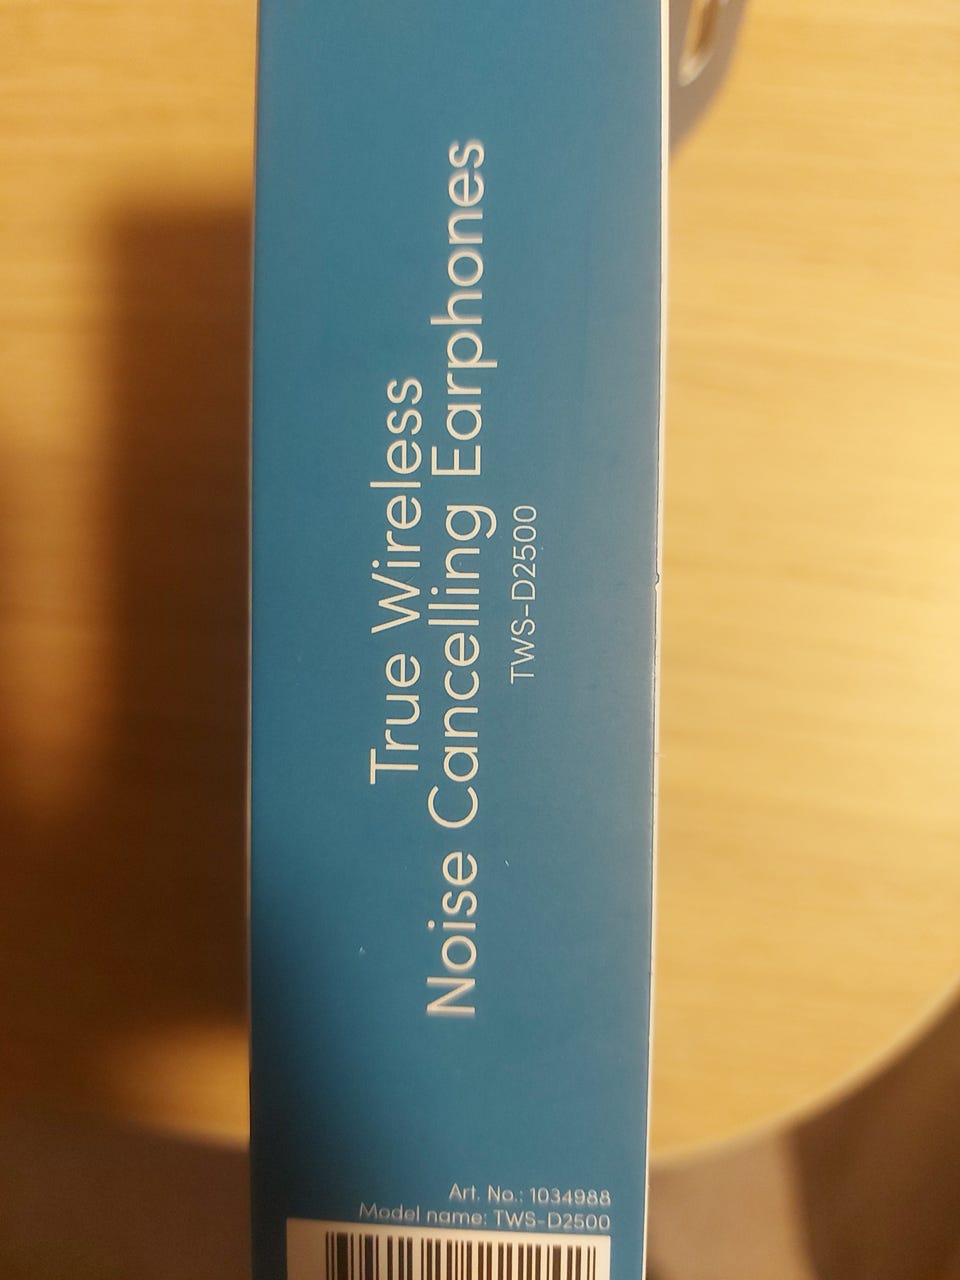 True Wireless
Noise Cancelling Earphones
TWS-D2500
Art. No.: 1034988
Model name: TWS-D2500